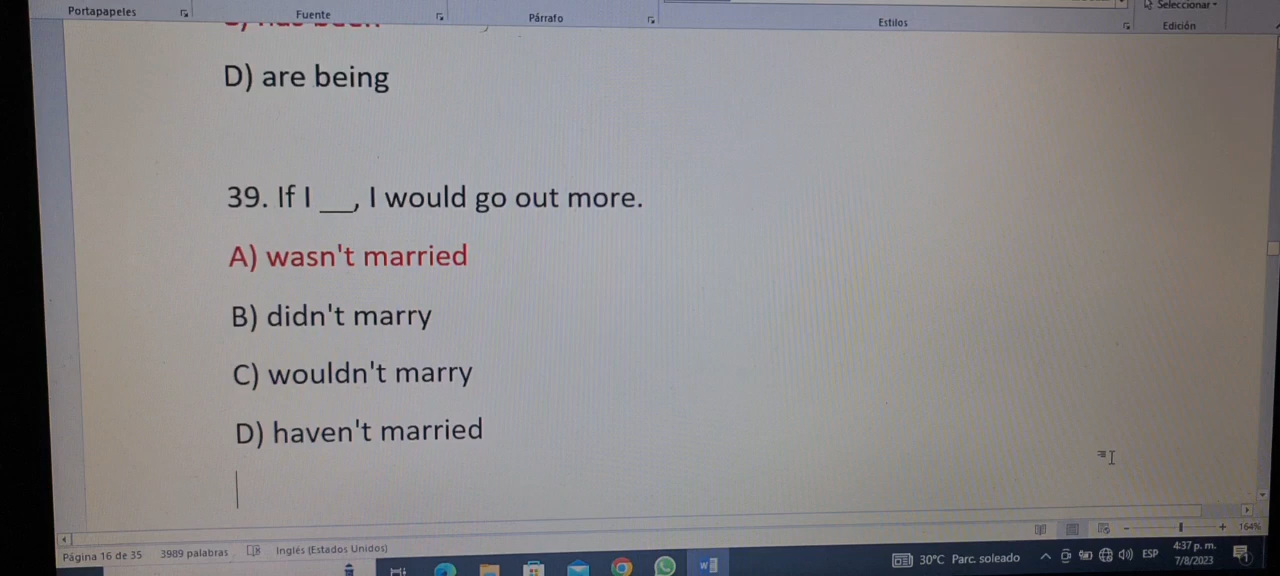 Portapapeles
Fuente
Párrafo
Estilos
Seleccionar
Edición
D) are being
39. If I __, I would go out more.
A) wasn't married
B) didn't marry
C) wouldn't marry
D) haven't married
164%
Página 16 de 35 3989 palabras Inglés (Estados Unidos)
30°C Parc. soleado ESP 4:37 p. m.
7/8/2023